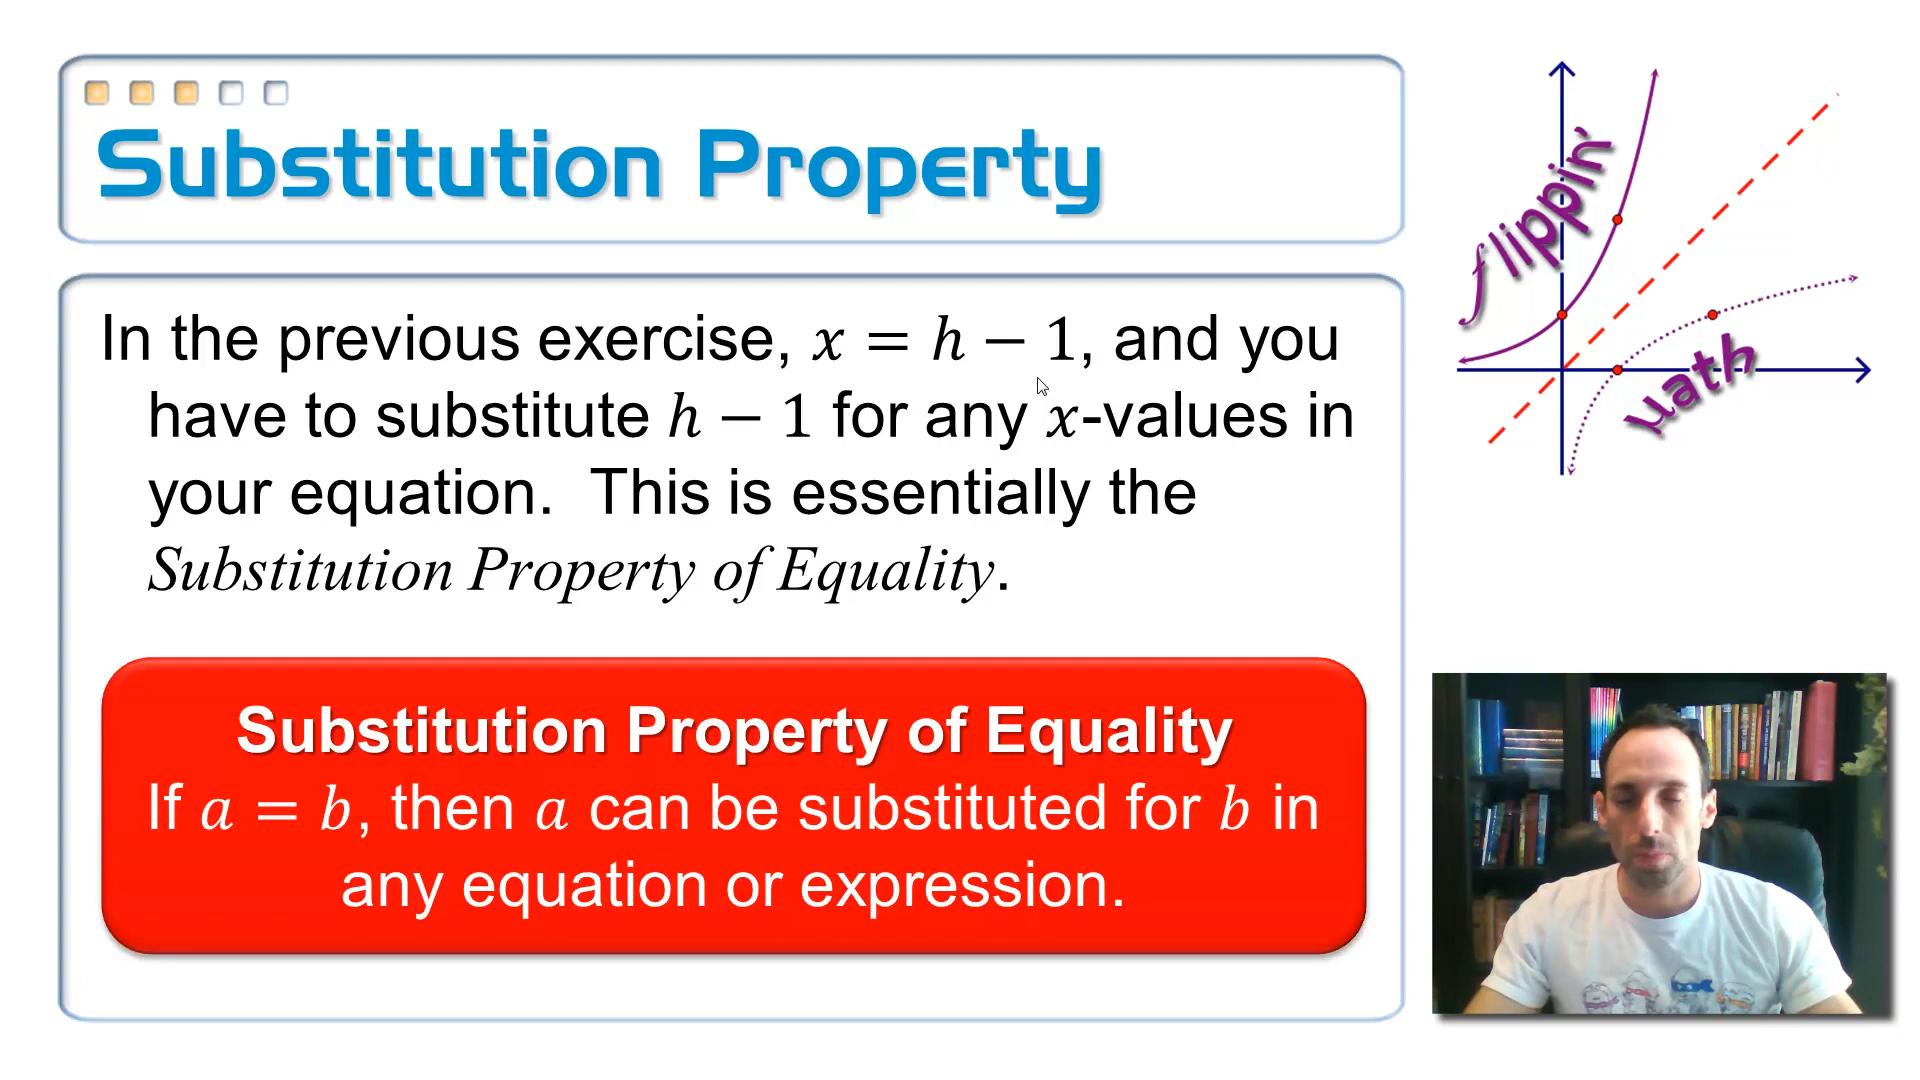 Substitution Property
In the previous exercise, x = h − 1, and you
have to substitute h − 1 for any x-values in
your equation. This is essentially the
Substitution Property of Equality.
Substitution Property of Equality
If a = b, then a can be substituted for b in
any equation or expression.
flippin'
math